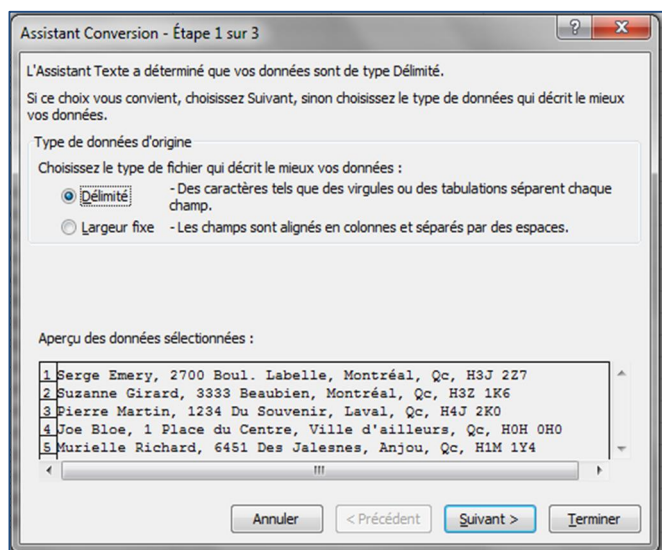 Assistant Conversion - Étape 1 sur 3
L'Assistant Texte a déterminé que vos données sont de type Délimité.
Si ce choix vous convient, choisissez Suivant, sinon choisissez le type de données qui décrit le mieux
vos données.
Type de données d'origine
Choisissez le type de fichier qui décrit le mieux vos données :
Délimité - Des caractères tels que des virgules ou des tabulations séparent chaque
champ.
Largeur fixe - Les champs sont alignés en colonnes et séparés par des espaces.
Aperçu des données sélectionnées :
1 Serge Emery, 2700 Boul. Labelle, Montréal, Qc, H3J 2Z7
2 Suzanne Girard, 3333 Beaubien, Montréal, Qc, H3Z 1K6
3 Pierre Martin, 1234 Du Souvenir, Laval, Qc, H4J 2K0
4 Joe Bloe, 1 Place du Centre, Ville d'ailleurs, Qc, H0H 0H0
5 Murielle Richard, 6451 Des Jalesnes, Anjou, Qc, H1M 1Y4
Annuler < Précédent Suivant > Terminer